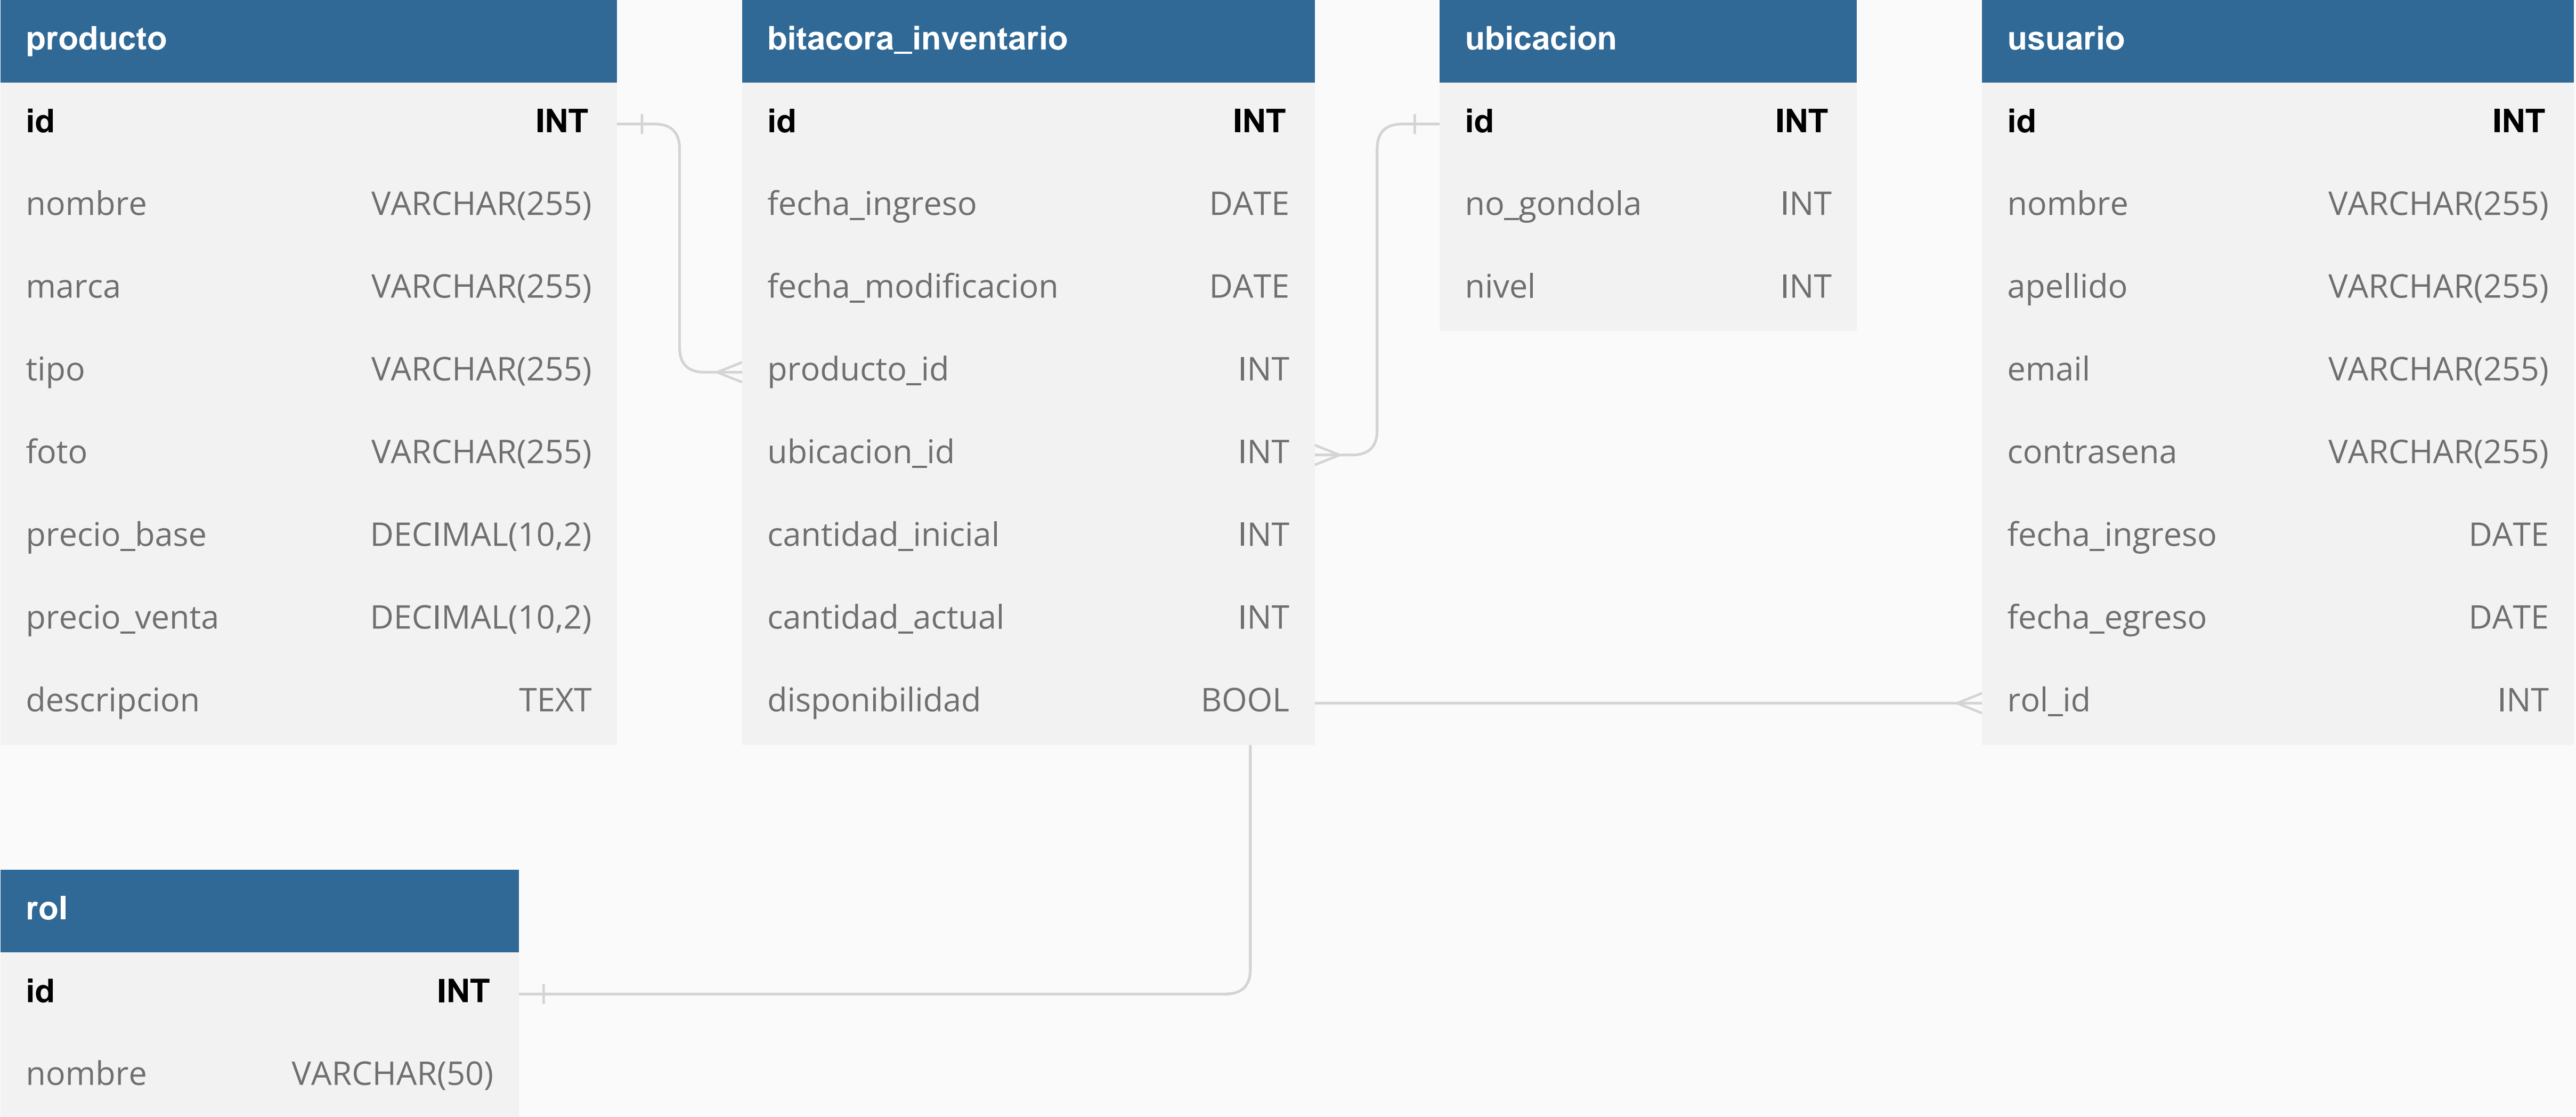 producto
id INT
nombre VARCHAR(255)
marca VARCHAR(255)
tipo VARCHAR(255)
foto VARCHAR(255)
precio_base DECIMAL(10,2)
precio_venta DECIMAL(10,2)
descripcion TEXT
bitacora_inventario
id INT
fecha_ingreso DATE
fecha_modificacion DATE
producto_id INT
ubicacion_id INT
cantidad_inicial INT
cantidad_actual INT
disponibilidad BOOL
ubicacion
id INT
no_gondola INT
nivel INT
usuario
id INT
nombre VARCHAR(255)
apellido VARCHAR(255)
email VARCHAR(255)
contrasena VARCHAR(255)
fecha_ingreso DATE
fecha_egreso DATE
rol_id INT
rol
id INT
nombre VARCHAR(50)